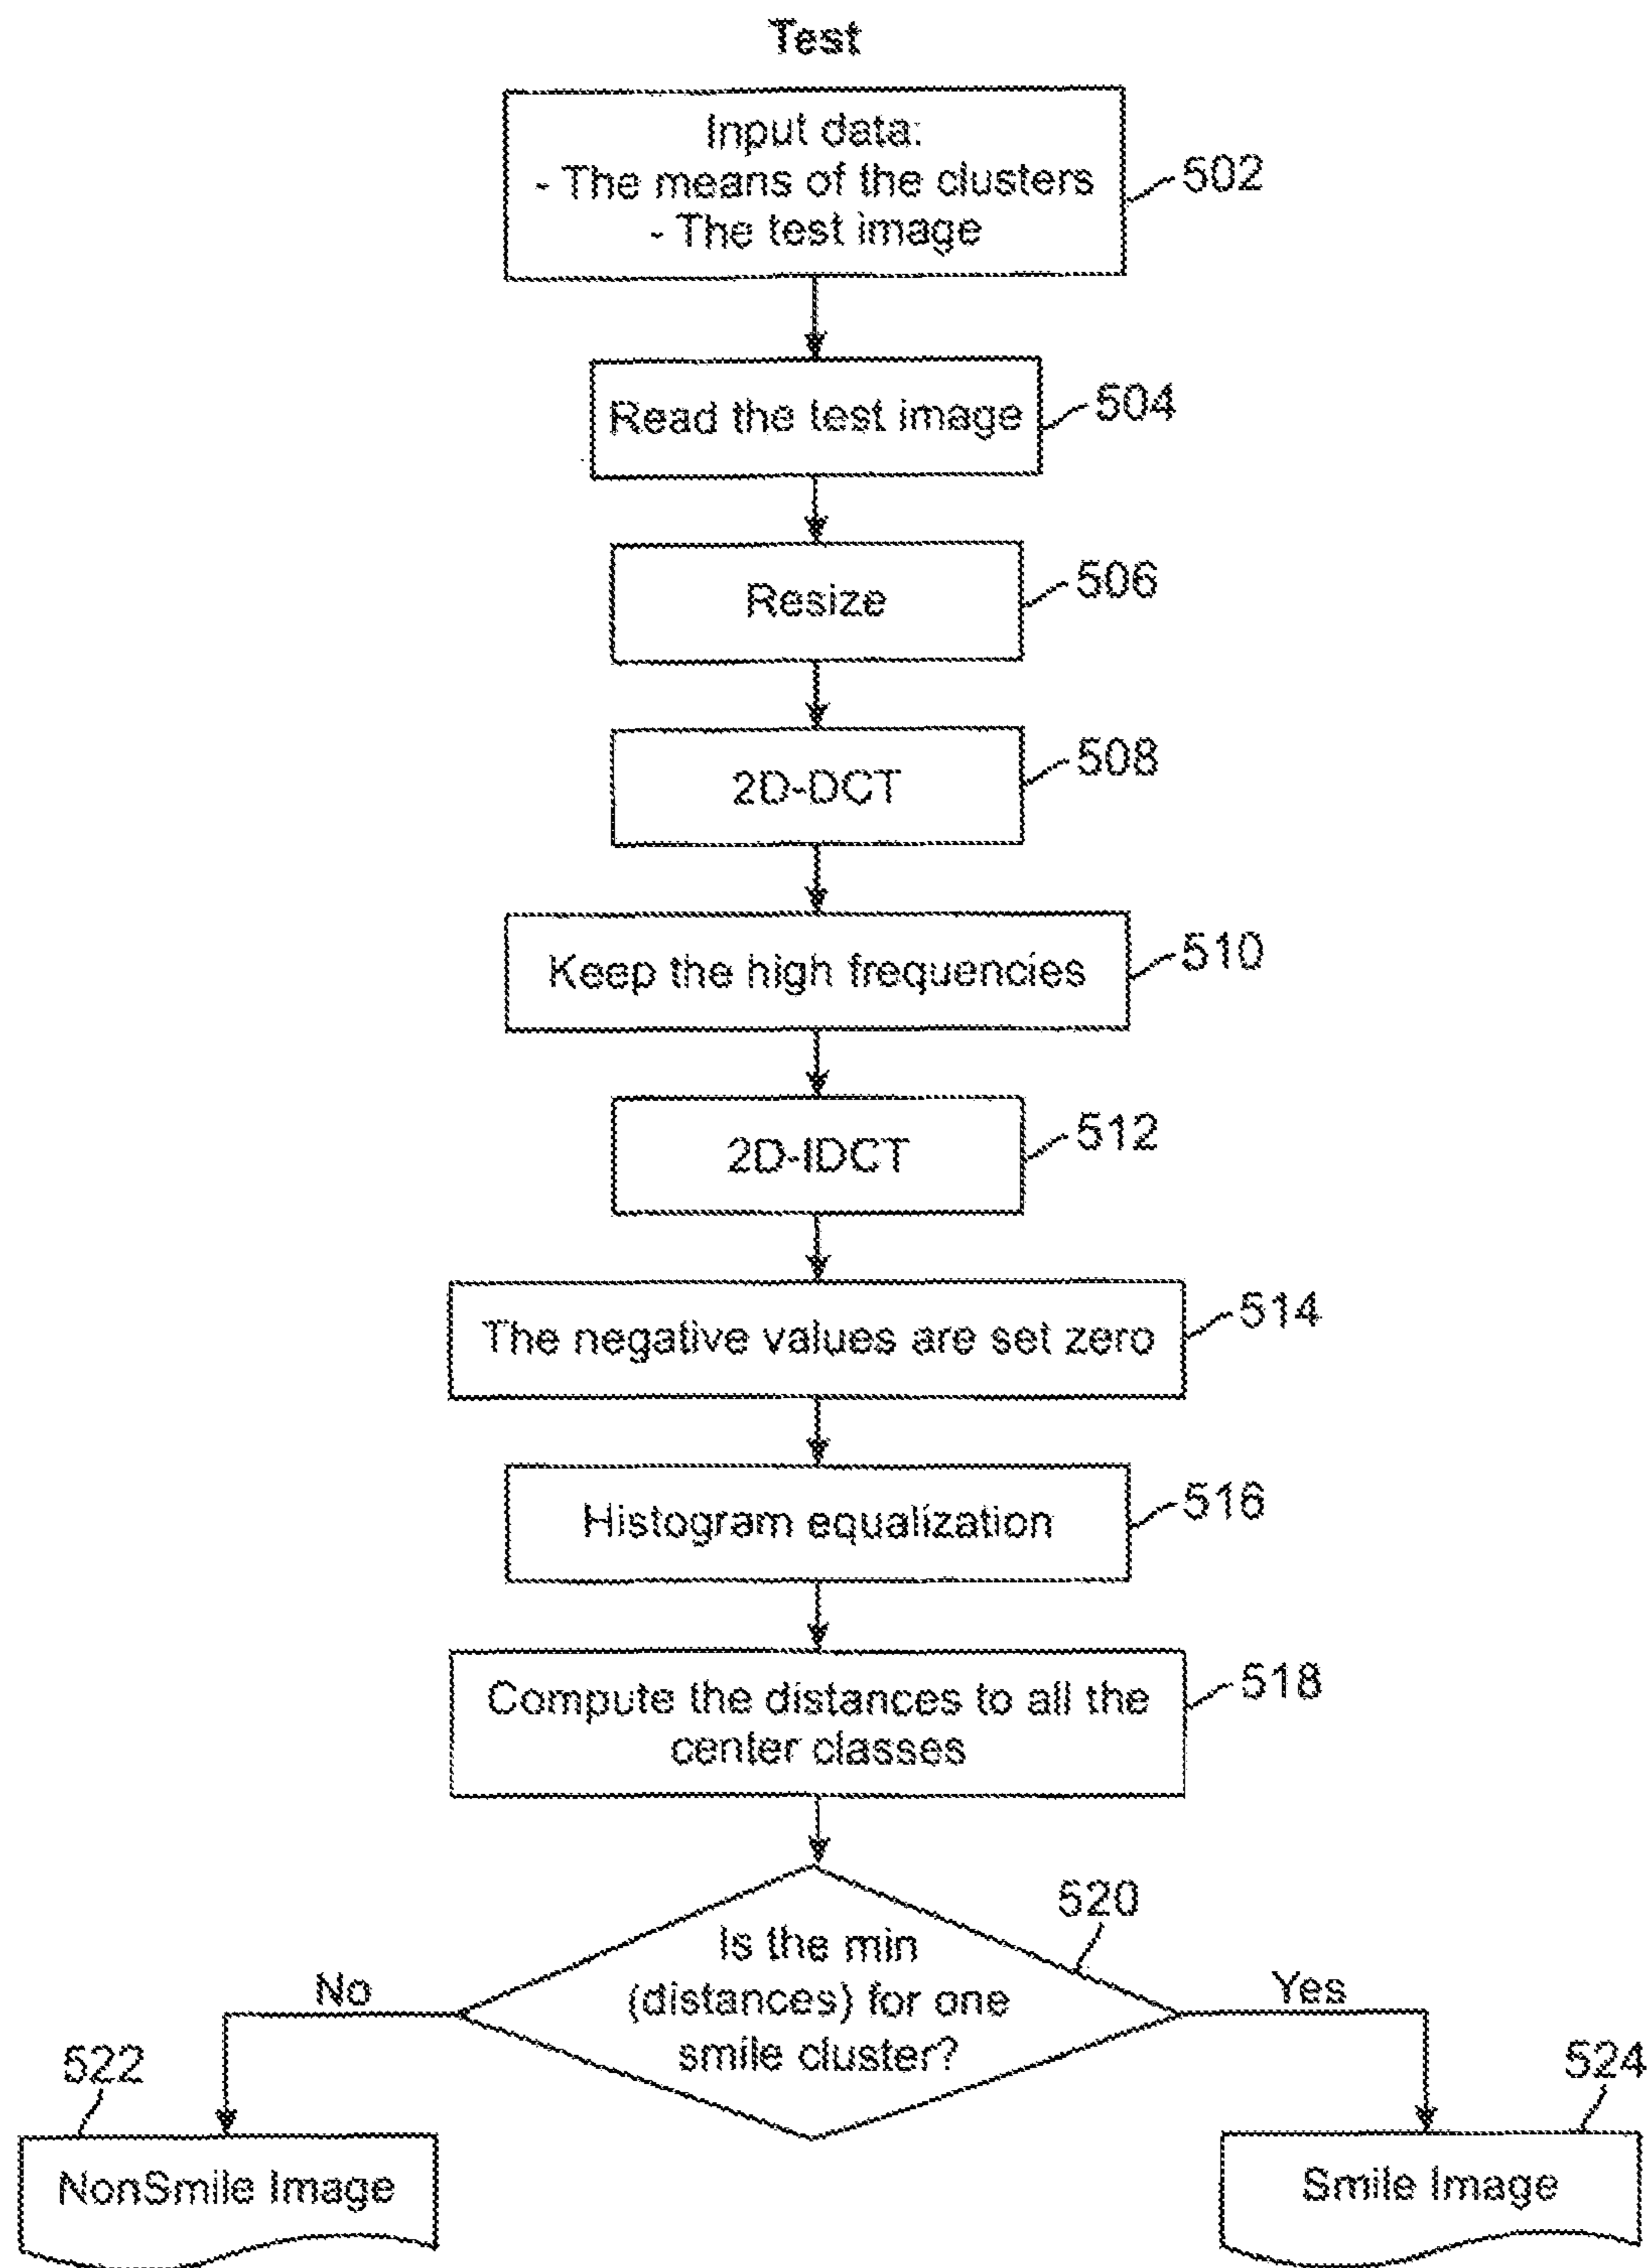 Test
Input data:
- The means of the clusters
- The test image
502
Read the test image
504
Resize
506
2D-DCT
508
Keep the high frequencies
510
2D-IDCT
512
The negative values are set zero
514
Histogram equalization
516
Compute the distances to all the
center classes
518
Is the min
(distances) for one
smile cluster?
520
No
Yes
522
NonSmile Image
524
Smile Image